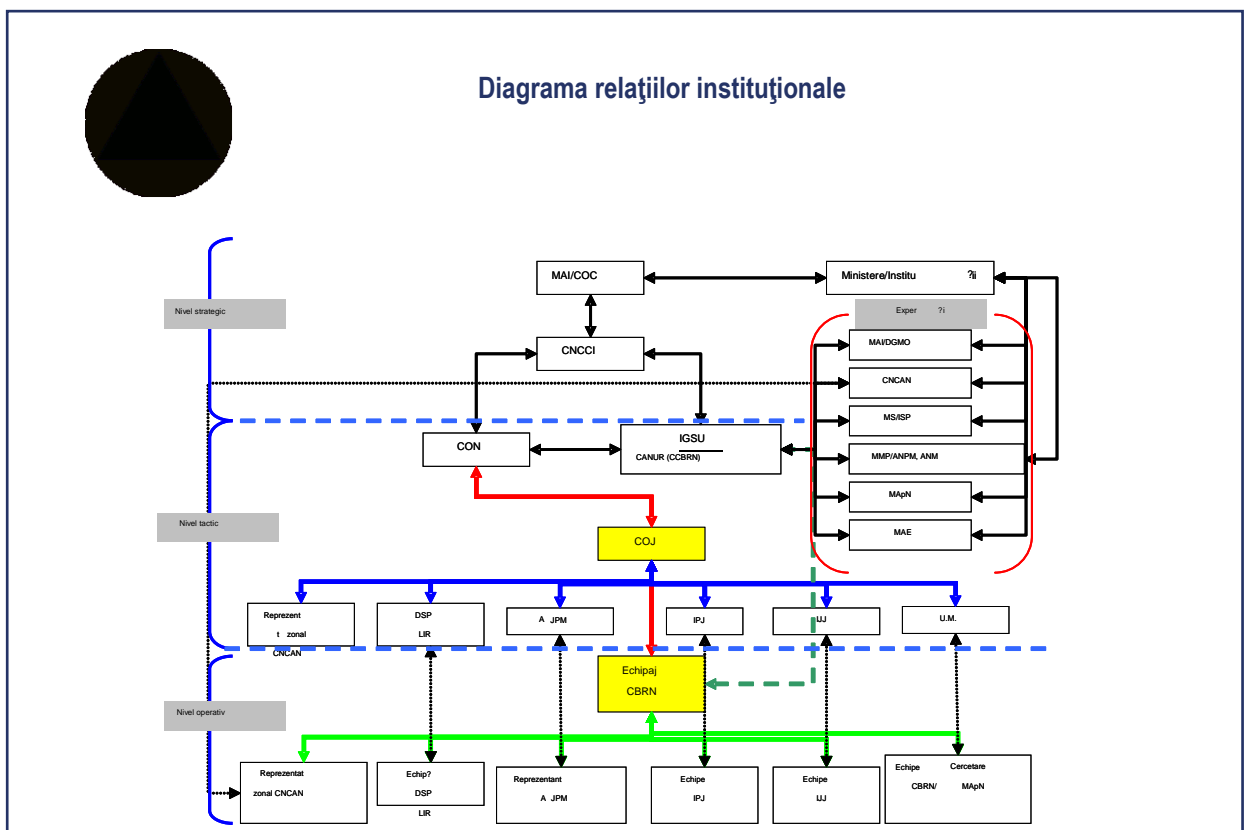 Diagrama relaţiilor instituţionale
MAI/COC
Ministere/Institu ?ii
Nivel strategic
Exper ?i
MAI/DGMO
CNCCI
CNCAN
MS/ISP
IGSU
CON
CANUR (CCBRN)
MMP/ANPM, ANM
MApN
Nivel tactic
MAE
COJ
Reprezent
t zonal
CNCAN
DSP
LIR
A JPM
IPJ
IJJ
U.M.
Echipaj
CBRN
Nivel operativ
Reprezentat
zonal CNCAN
Echip?
DSP
LIR
Reprezentant
A JPM
Echipe
IPJ
Echipe
IJJ
Echipe Cercetare
CBRN/ MApN